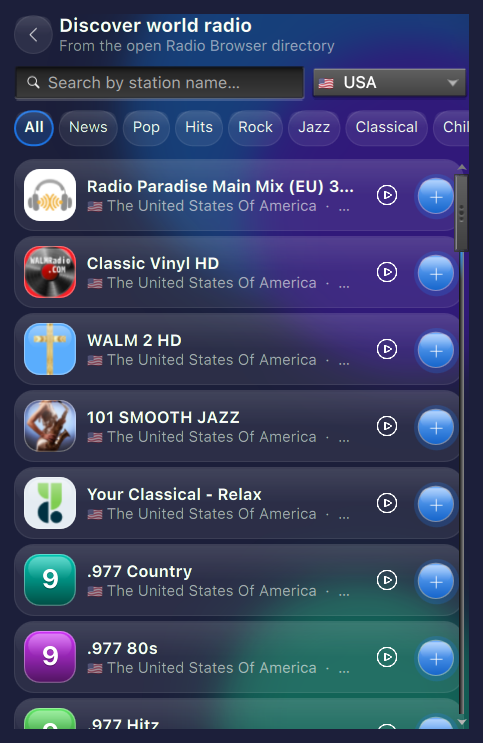 Discover world radio
From the open Radio Browser directory
Search by station name...
USA
All News Pop Hits Rock Jazz Classical Chil
Radio Paradise Main Mix (EU) 3...
The United States Of America · ...
WALMRadio
.COM
Classic Vinyl HD
The United States Of America · ...
WALM 2 HD
The United States Of America · ...
101 SMOOTH JAZZ
The United States Of America · ...
Your Classical - Relax
The United States Of America · ...
9
.977 Country
The United States Of America · ...
9
.977 80s
The United States Of America · ...
9
.977 Hitz